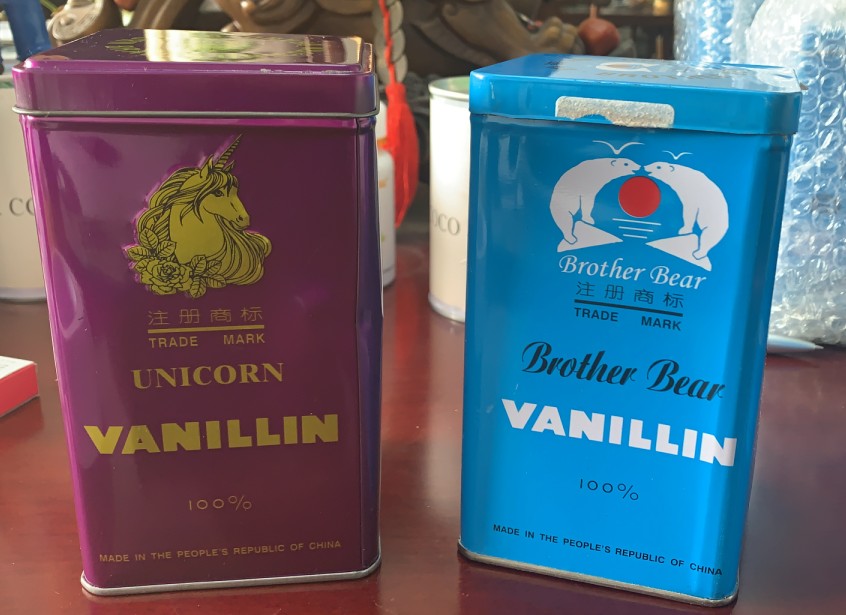 注册商标
TRADE MARK
UNICORN
VANILLIN
100%
MADE IN THE PEOPLE'S REPUBLIC OF CHINA
Brother Bear
注册商标
TRADE MARK
Brother Bear
VANILLIN
100%
MADE IN THE PEOPLE'S REPUBLIC OF CHINA